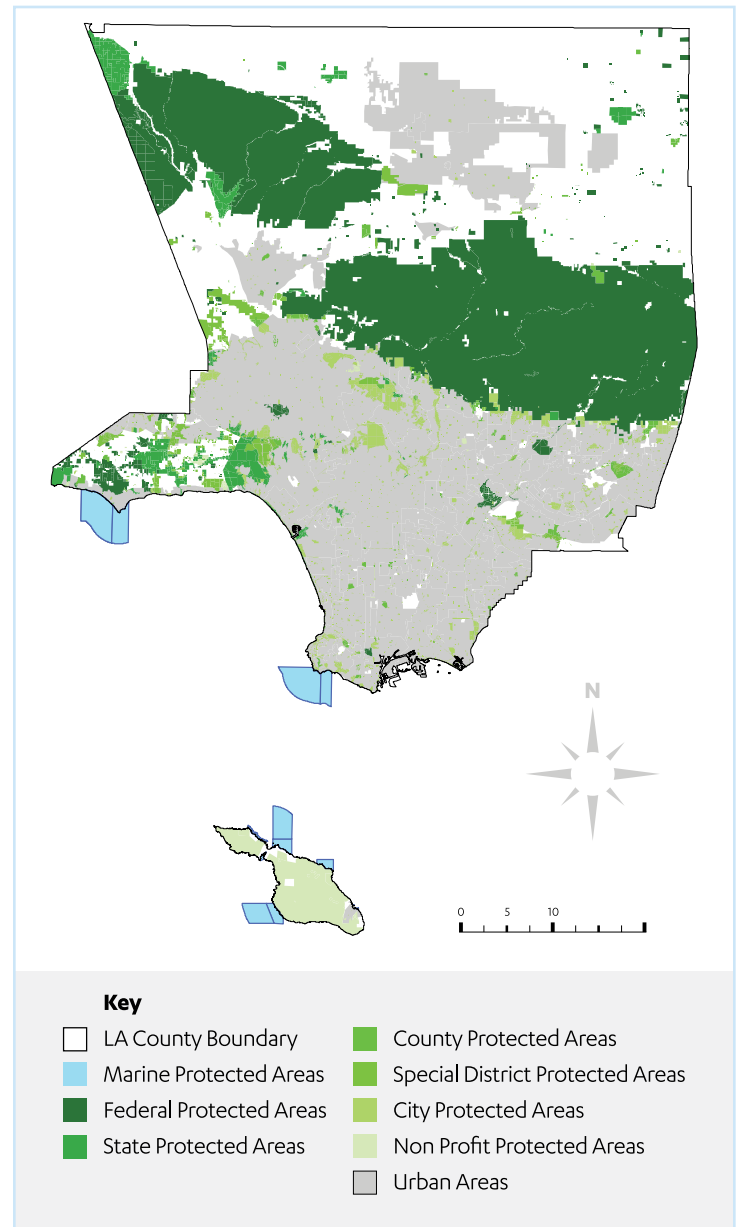 N
0 5 10
Key
LA County Boundary
Marine Protected Areas
Federal Protected Areas
State Protected Areas
County Protected Areas
Special District Protected Areas
City Protected Areas
Non Profit Protected Areas
Urban Areas